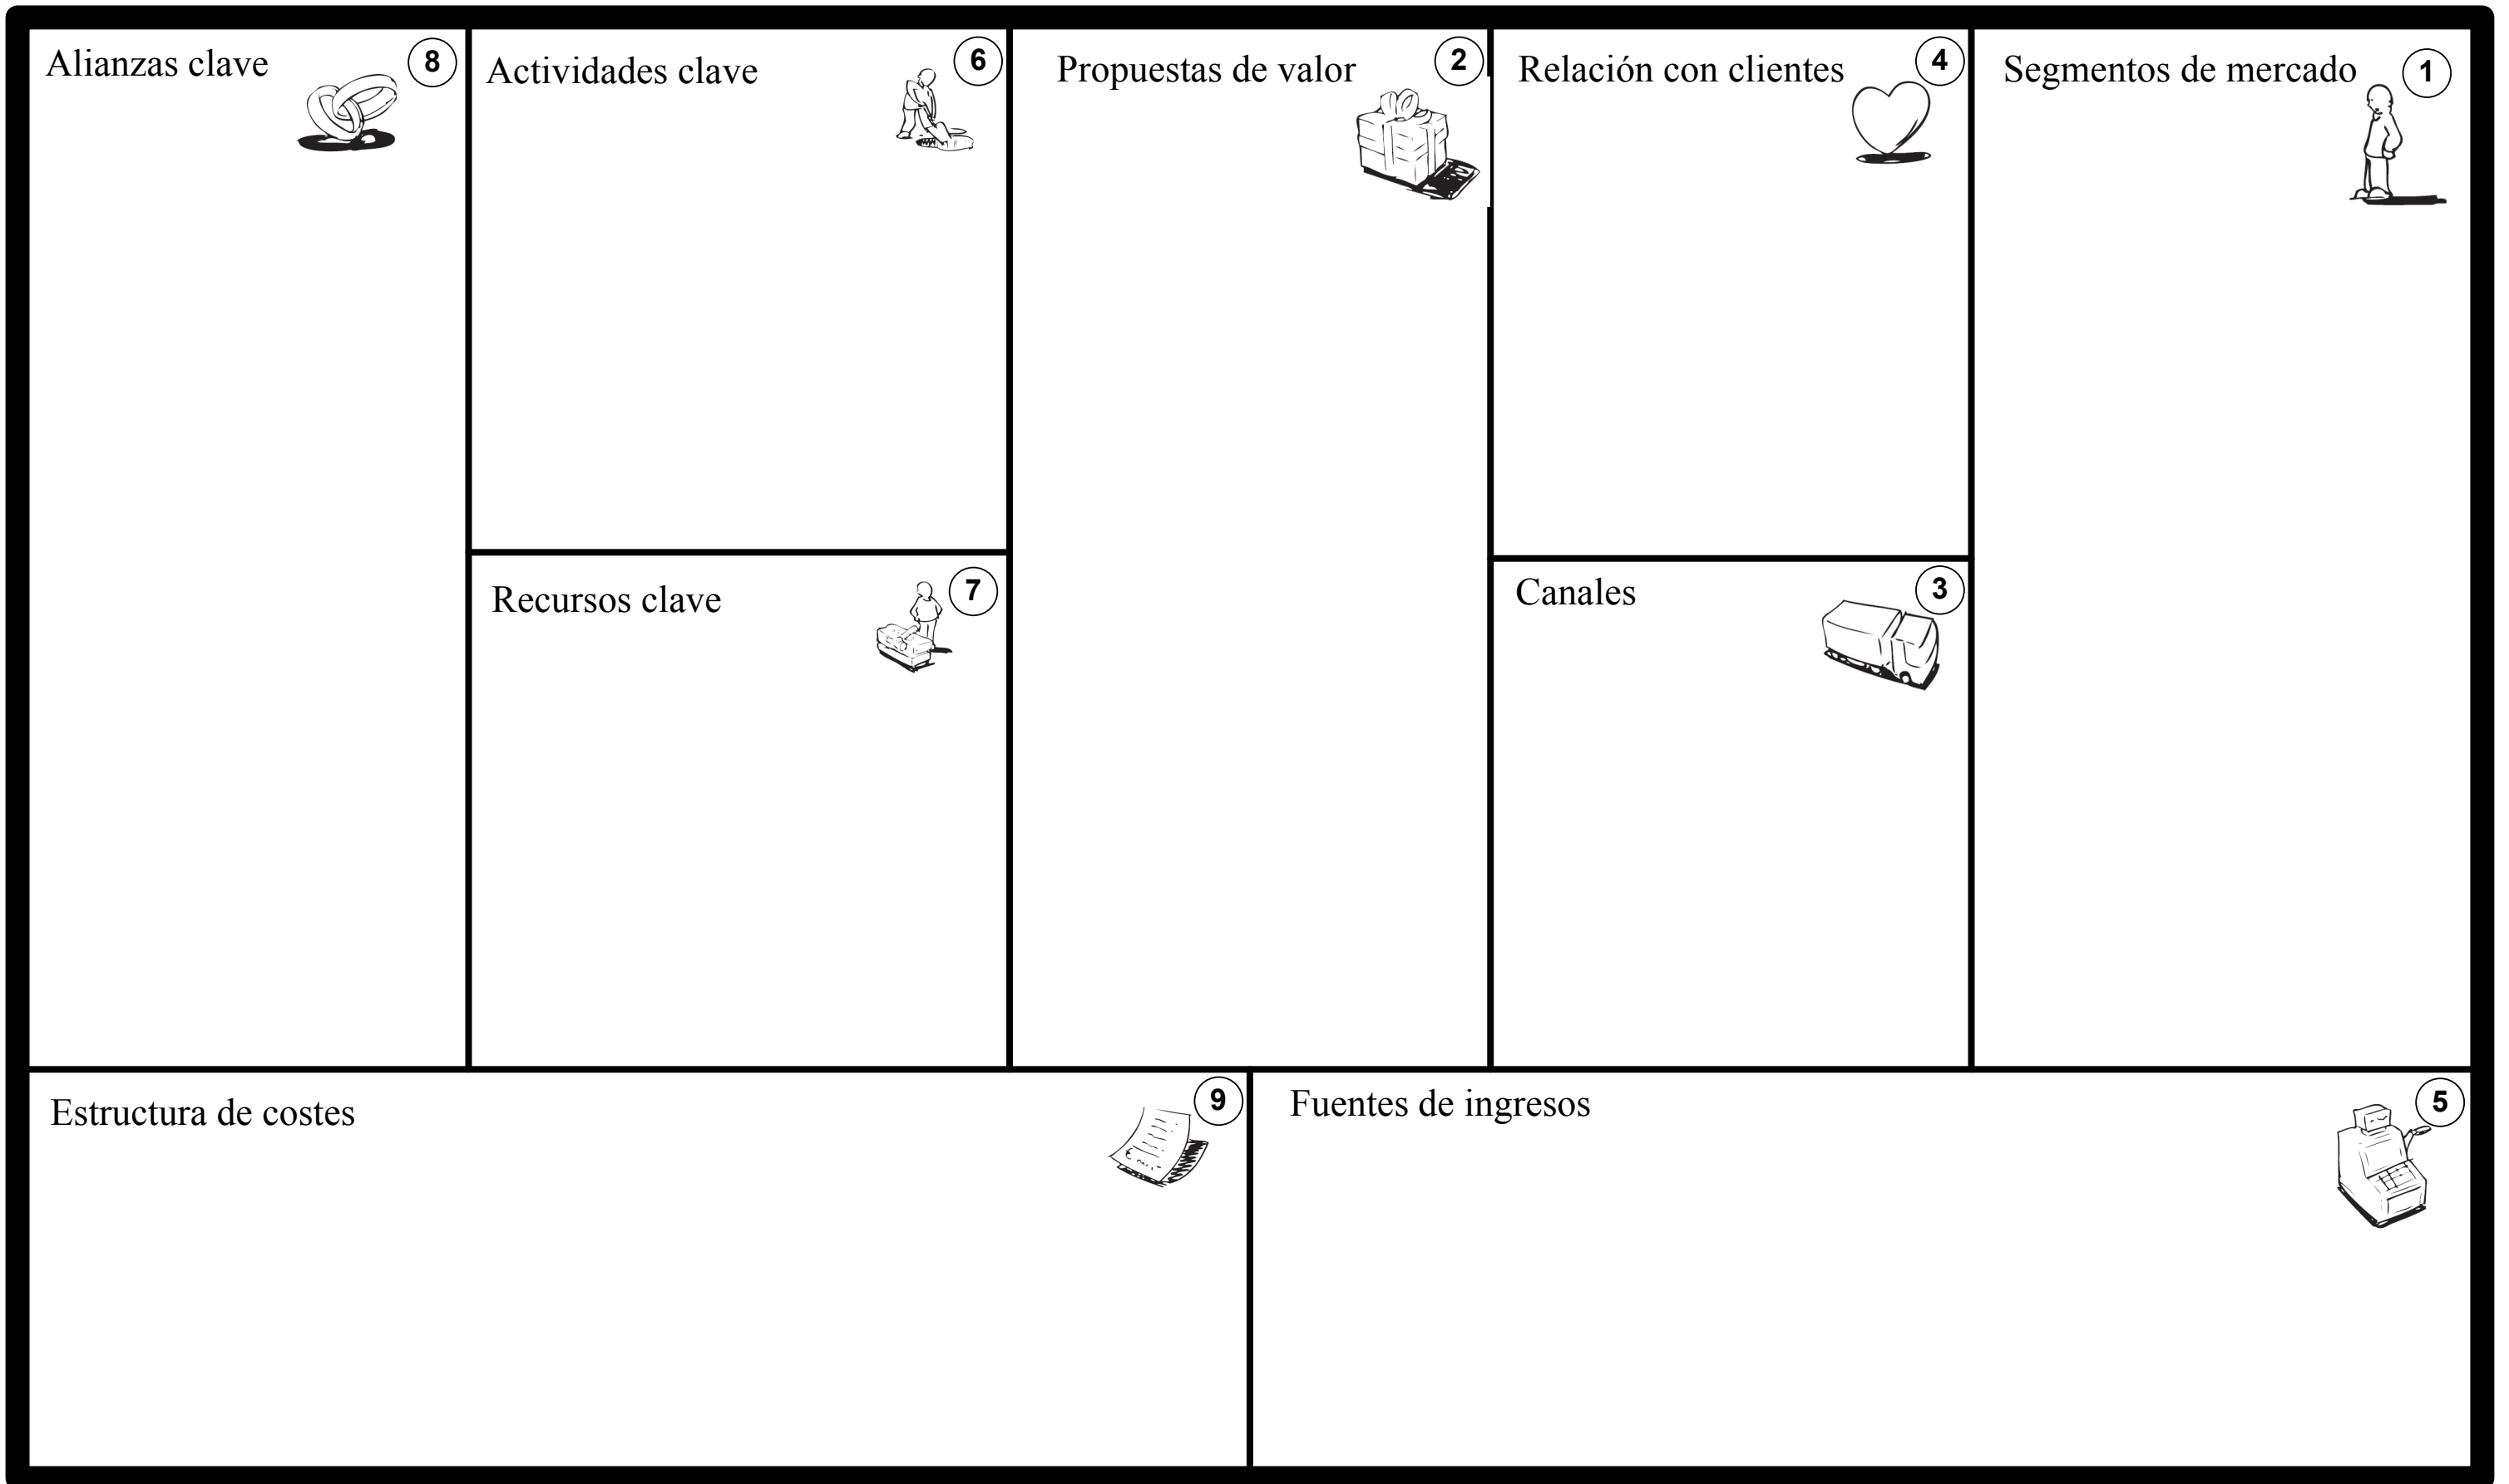 Alianzas clave
8
Actividades clave
6
Recursos clave
7
Propuestas de valor
2
Relación con clientes
4
Canales
3
Segmentos de mercado
1
Estructura de costes
9
Fuentes de ingresos
5